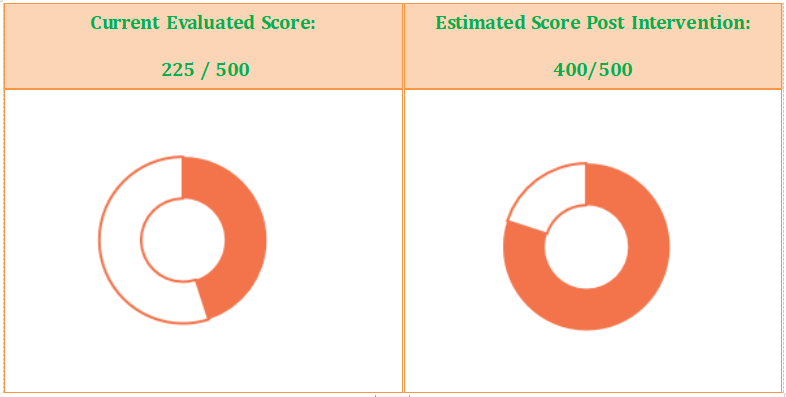 Current Evaluated Score:
225 / 500
Estimated Score Post Intervention:
400/500